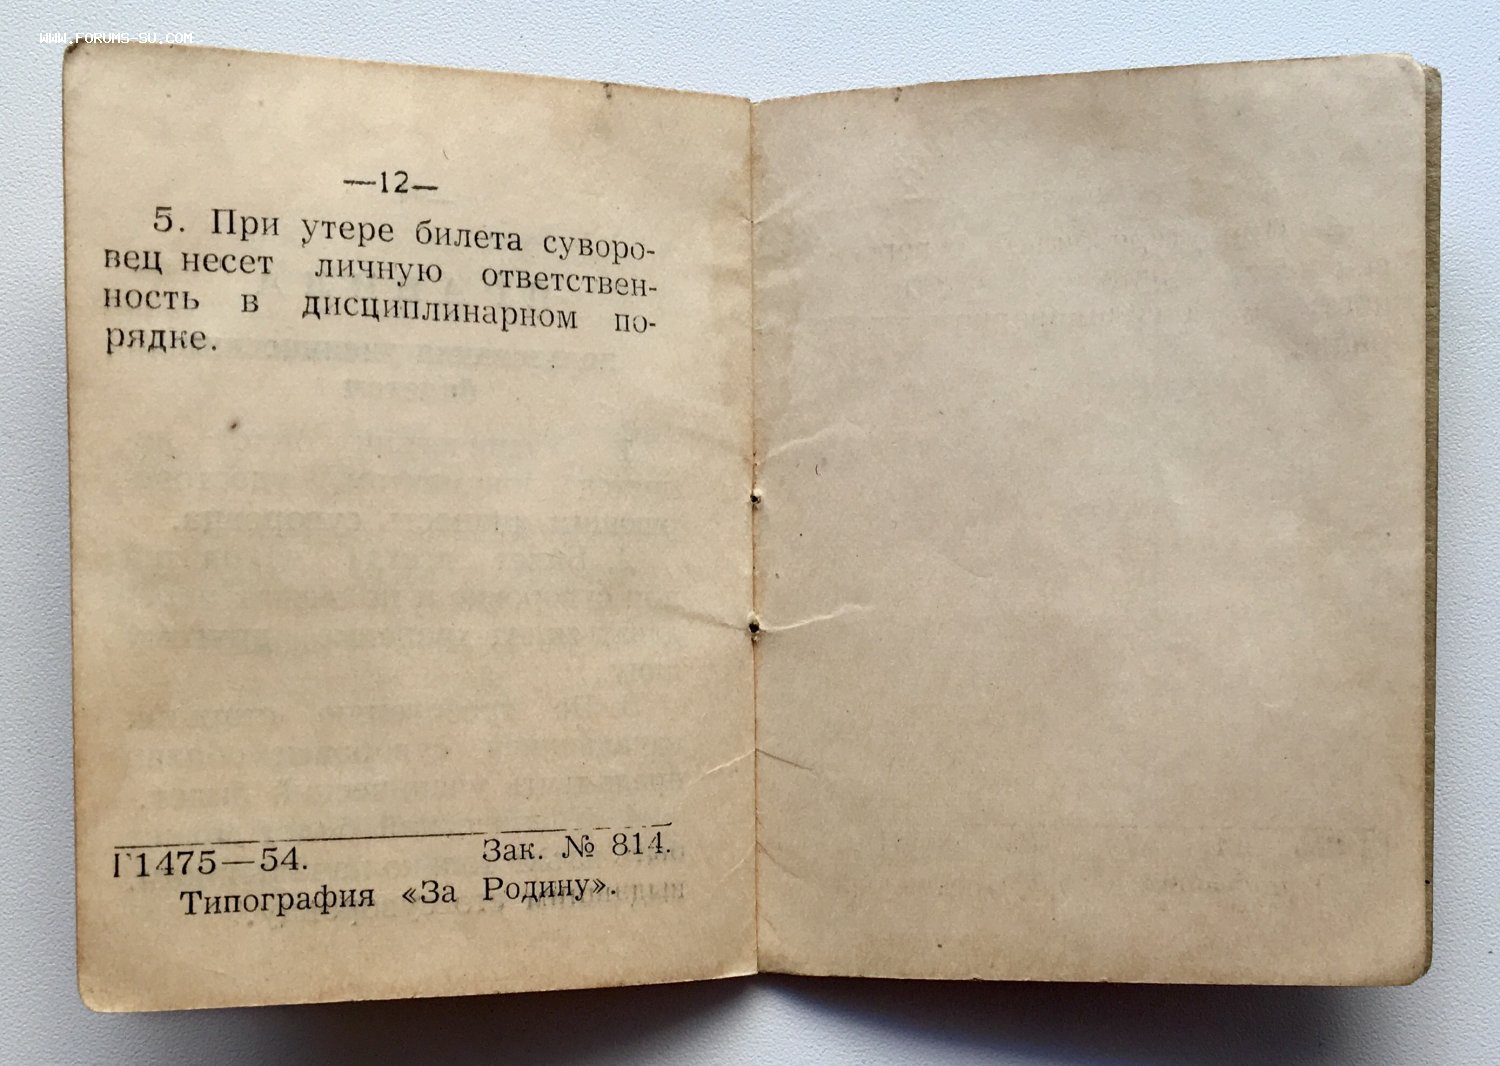 WWW.FORUMS-SU.COM
—12—
5. При утере билета суворо-
вец несет личную ответствен-
ность в дисциплинарном по-
рядке.
Г1475—54. Зак. № 814.
Типография «За Родину».